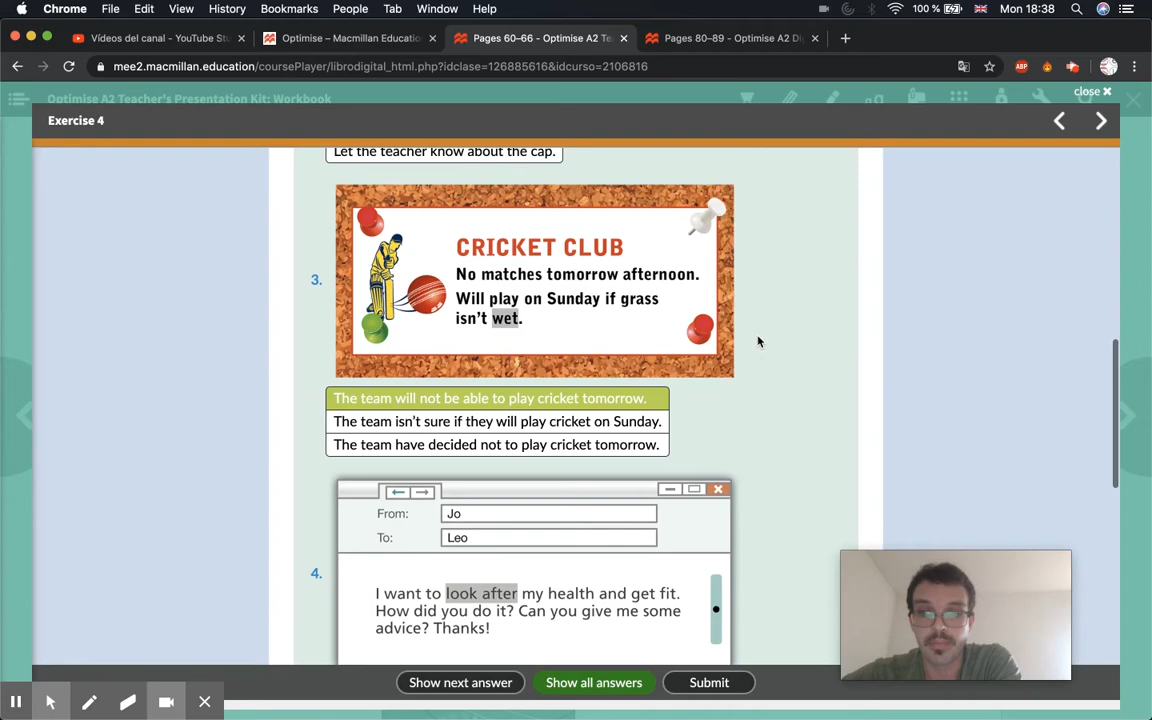 Chrome File Edit View History Bookmarks People Tab Window Help 100 % Mon 18:38
Vídeos del canal - YouTube St
Optimise – Macmillan Educatio
Pages 60–66 – Optimise A2 Te
Pages 80–89 – Optimise A2 Di
mee2.macmillan.education/coursePlayer/librodigital_html.php?idclase=126885616&idcurso=2106816
ABP
Optimise A2 Teacher's Presentation Kit: Workbook
close
Exercise 4
Let the teacher know about the cap.
3.
CRICKET CLUB
No matches tomorrow afternoon.
Will play on Sunday if grass
isn't wet.
The team will not be able to play cricket tomorrow.
The team isn't sure if they will play cricket on Sunday.
The team have decided not to play cricket tomorrow.
4.
From: Jo
To: Leo
I want to look after my health and get fit.
How did you do it? Can you give me some
advice? Thanks!
Show next answer
Show all answers
Submit